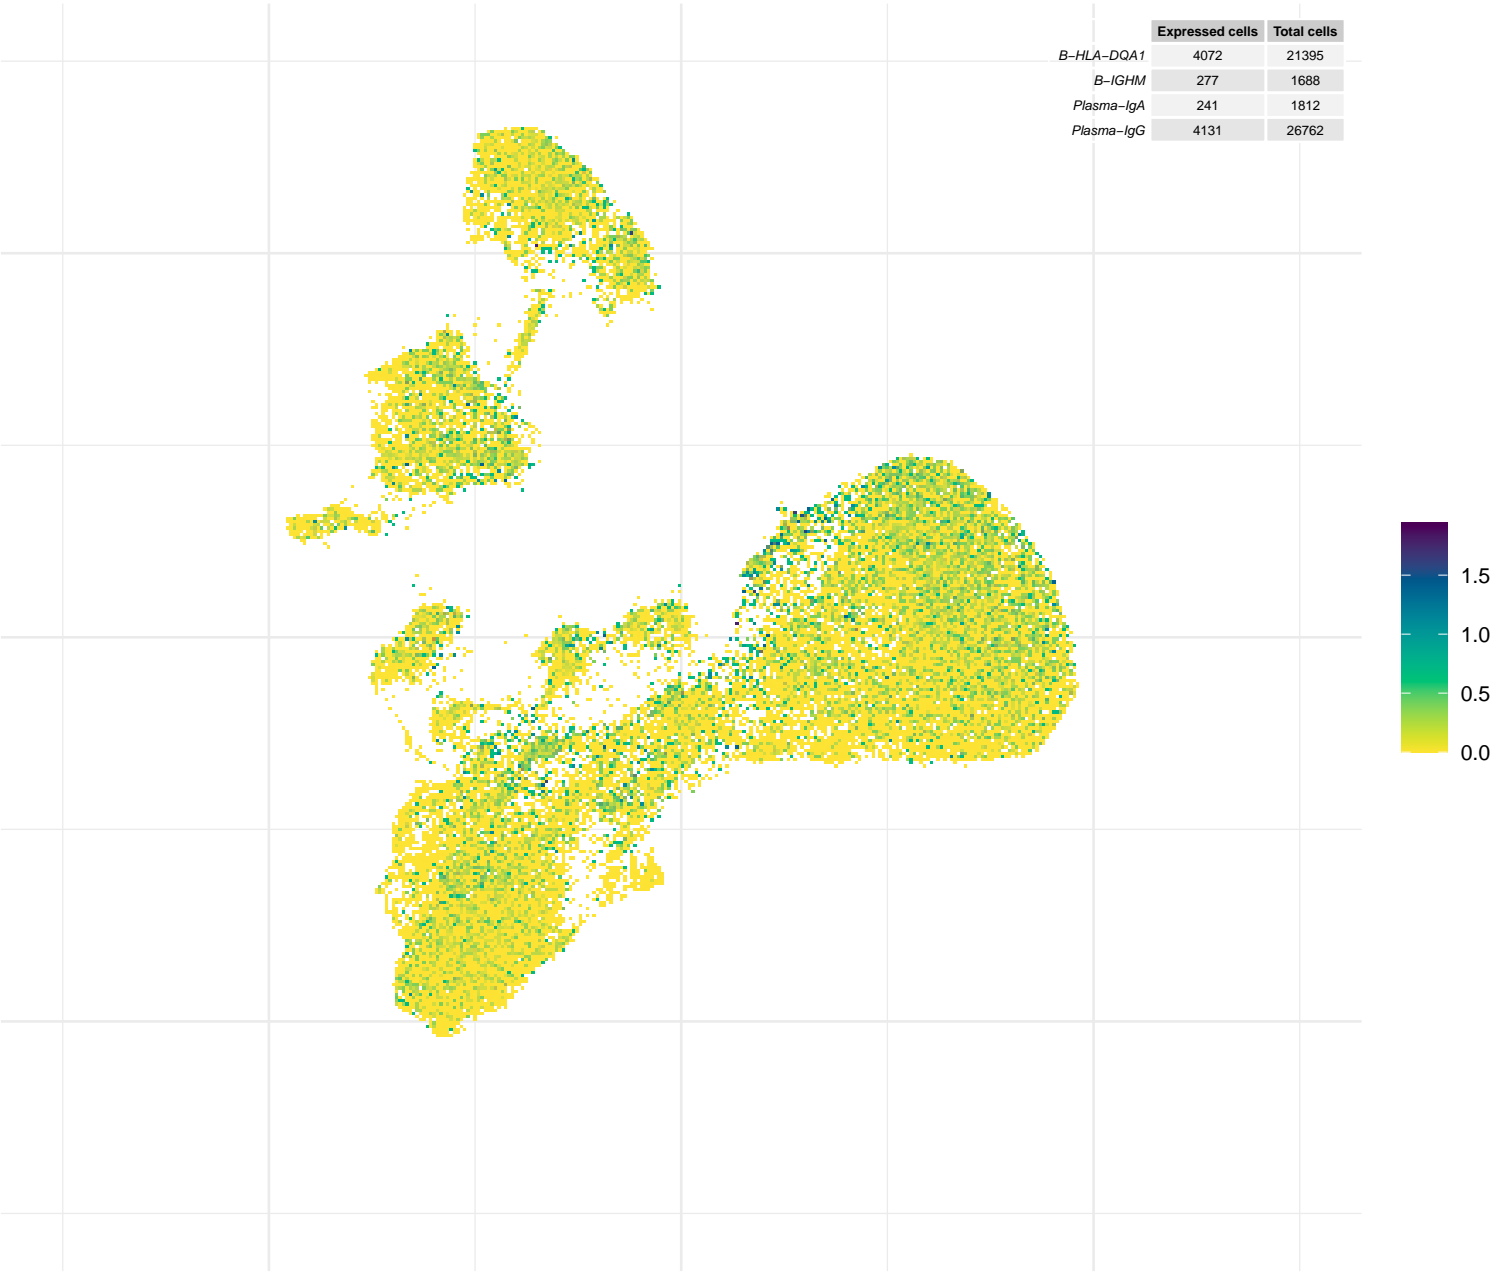 Expressed cells Total cells
B−HLA−DQA1 4072 21395
B−IGHM 277 1688
Plasma−IgA 241 1812
Plasma−IgG 4131 26762
1.5
1.0
0.5
0.0